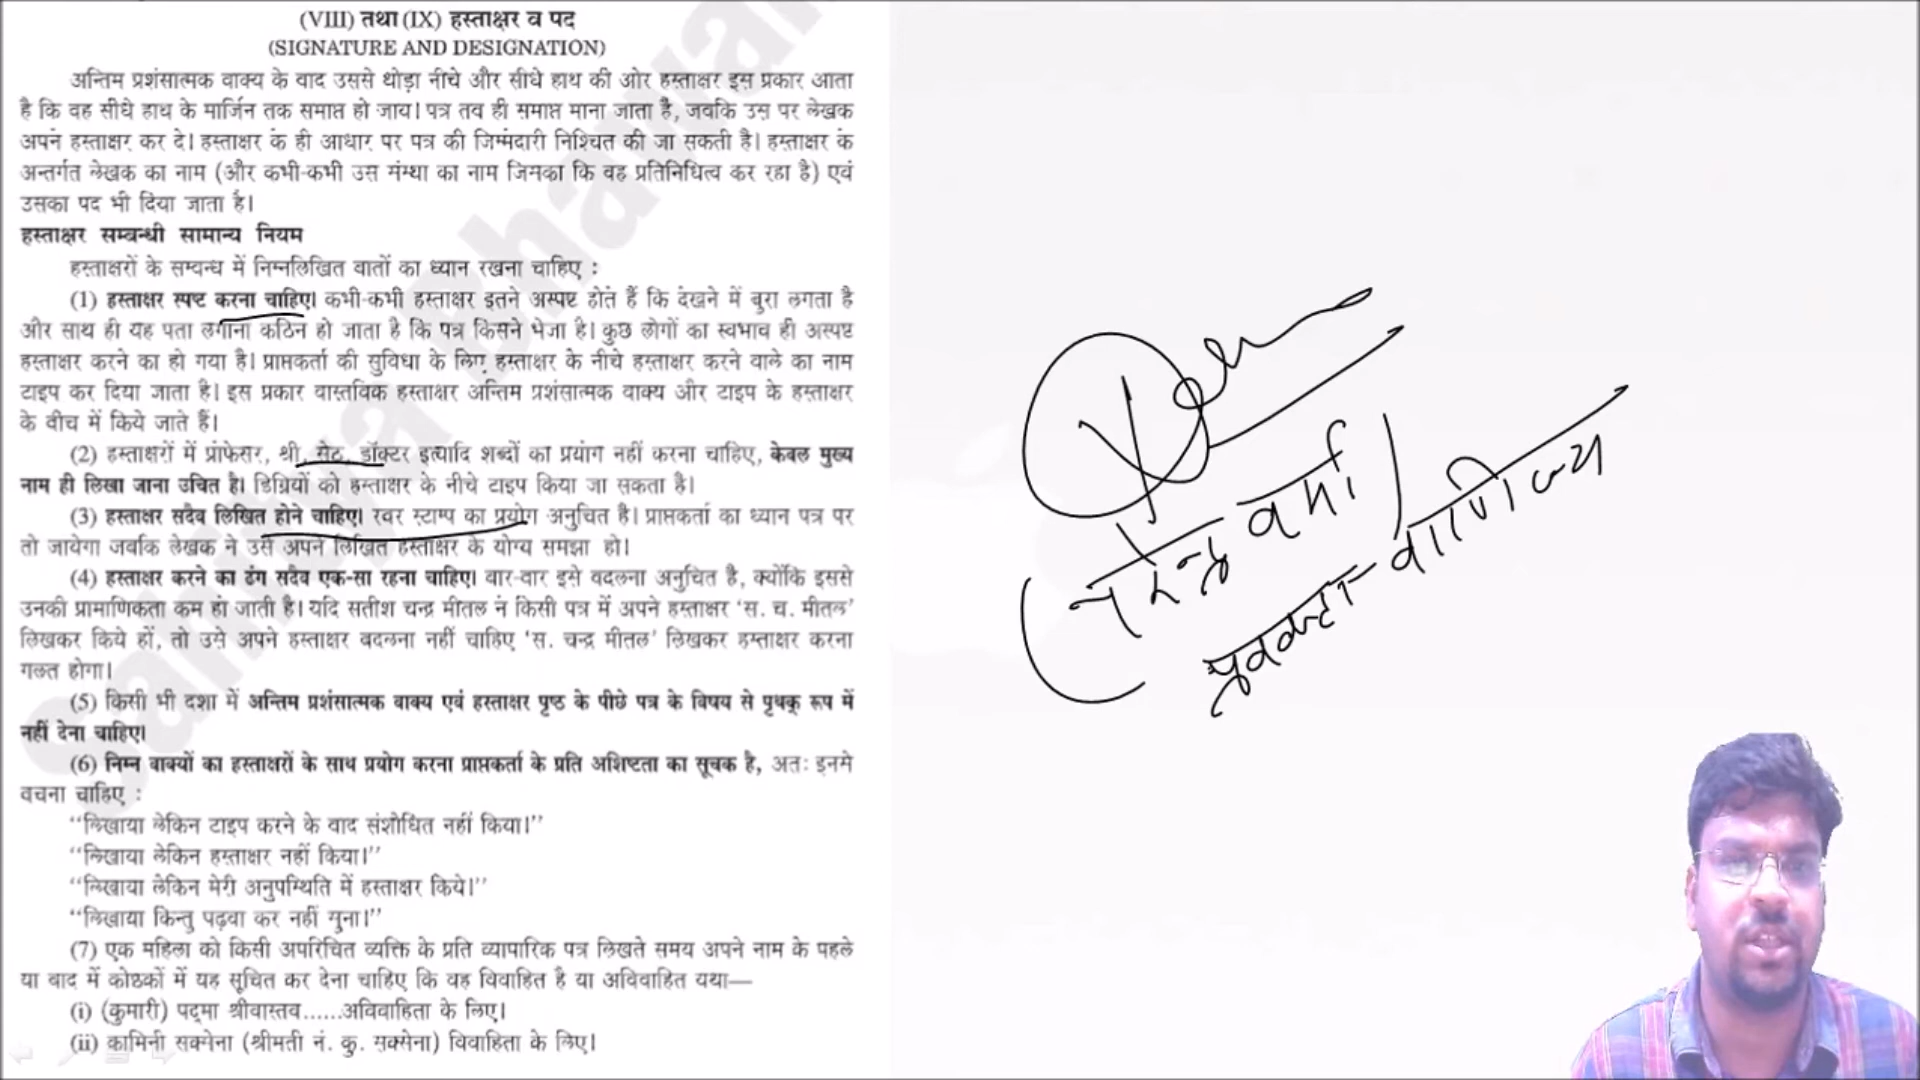 (VIII) तथा (IX) हस्ताक्षर व पद
(SIGNATURE AND DESIGNATION)
अन्तिम प्रशंसात्मक वाक्य के बाद उससे थोड़ा नीचे और सीधे हाथ की ओर हस्ताक्षर इस प्रकार आता
है कि वह सीधे हाथ के मार्जिन तक समाप्त हो जाय। पत्र तब ही समाप्त माना जाता है, जबकि उस पर लेखक
अपने हस्ताक्षर कर दे। हस्ताक्षर के ही आधार पर पत्र की जिम्मेदारी निश्चित की जा सकती है। हस्ताक्षर के
अन्तर्गत लेखक का नाम (और कभी-कभी उस संस्था का नाम जिसका कि वह प्रतिनिधित्व कर रहा है) एवं
उसका पद भी दिया जाता है।
हस्ताक्षर सम्बन्धी सामान्य नियम
हस्ताक्षरों के सम्बन्ध में निम्नलिखित बातों का ध्यान रखना चाहिए :
(1) हस्ताक्षर स्पष्ट करना चाहिए। कभी-कभी हस्ताक्षर इतने अस्पष्ट होते हैं कि देखने में बुरा लगता है
और साथ ही यह पता लगाना कठिन हो जाता है कि पत्र किसने भेजा है। कुछ लोगों का स्वभाव ही अस्पष्ट
हस्ताक्षर करने का हो गया है। प्राप्तकर्ता की सुविधा के लिए हस्ताक्षर के नीचे हस्ताक्षर करने वाले का नाम
टाइप कर दिया जाता है। इस प्रकार वास्तविक हस्ताक्षर अन्तिम प्रशंसात्मक वाक्य और टाइप के हस्ताक्षर
के बीच में किये जाते हैं।
(2) हस्ताक्षरों में प्रोफेसर, श्री, सेठ, डॉक्टर इत्यादि शब्दों का प्रयोग नहीं करना चाहिए, केवल मुख्य
नाम ही लिखा जाना उचित है। डिग्रियों को हस्ताक्षर के नीचे टाइप किया जा सकता है।
(3) हस्ताक्षर सदैव लिखित होने चाहिए। रबर स्टाम्प का प्रयोग अनुचित है। प्राप्तकर्ता का ध्यान पत्र पर
तो जायेगा जबकि लेखक ने उसे अपने लिखित हस्ताक्षर के योग्य समझा हो।
(4) हस्ताक्षर करने का ढंग सदैव एक-सा रहना चाहिए। बार-बार इसे बदलना अनुचित है, क्योंकि इससे
उनकी प्रामाणिकता कम हो जाती है। यदि सतीश चन्द्र मीतल ने किसी पत्र में अपने हस्ताक्षर ‘स. च. मीतल’
लिखकर किये हों, तो उसे अपने हस्ताक्षर बदलना नहीं चाहिए ‘स. चन्द्र मीतल’ लिखकर हस्ताक्षर करना
गलत होगा।
(5) किसी भी दशा में अन्तिम प्रशंसात्मक वाक्य एवं हस्ताक्षर पृष्ठ के पीछे पत्र के विषय से पृथक् रूप में
नहीं देना चाहिए।
(6) निम्न वाक्यों का हस्ताक्षरों के साथ प्रयोग करना प्राप्तकर्ता के प्रति अशिष्टता का सूचक है, अतः इनसे
बचना चाहिए :
‘‘लिखाया लेकिन टाइप करने के बाद संशोधित नहीं किया।’’
‘‘लिखाया लेकिन हस्ताक्षर नहीं किया।’’
‘‘लिखाया लेकिन मेरी अनुपस्थिति में हस्ताक्षर किये।’’
‘‘लिखाया किन्तु पढ़वा कर नहीं सुना।’’
(7) एक महिला को किसी अपरिचित व्यक्ति के प्रति व्यापारिक पत्र लिखते समय अपने नाम के पहले
या बाद में कोष्ठकों में यह सूचित कर देना चाहिए कि वह विवाहित है या अविवाहित यथा—
(i) (कुमारी) पद्मा श्रीवास्तव......अविवाहिता के लिए।
(ii) कामिनी सक्सेना (श्रीमती नं. कु. सक्सेना) विवाहिता के लिए।
(नरेन्द्र वर्मा)
प्रवक्ता-वाणिज्य